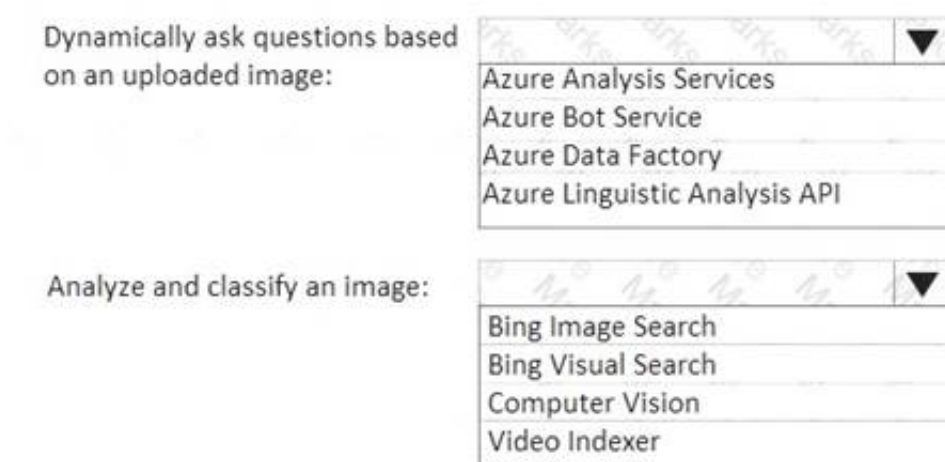 Dynamically ask questions based
on an uploaded image:
Azure Analysis Services
Azure Bot Service
Azure Data Factory
Azure Linguistic Analysis API
Analyze and classify an image:
Bing Image Search
Bing Visual Search
Computer Vision
Video Indexer